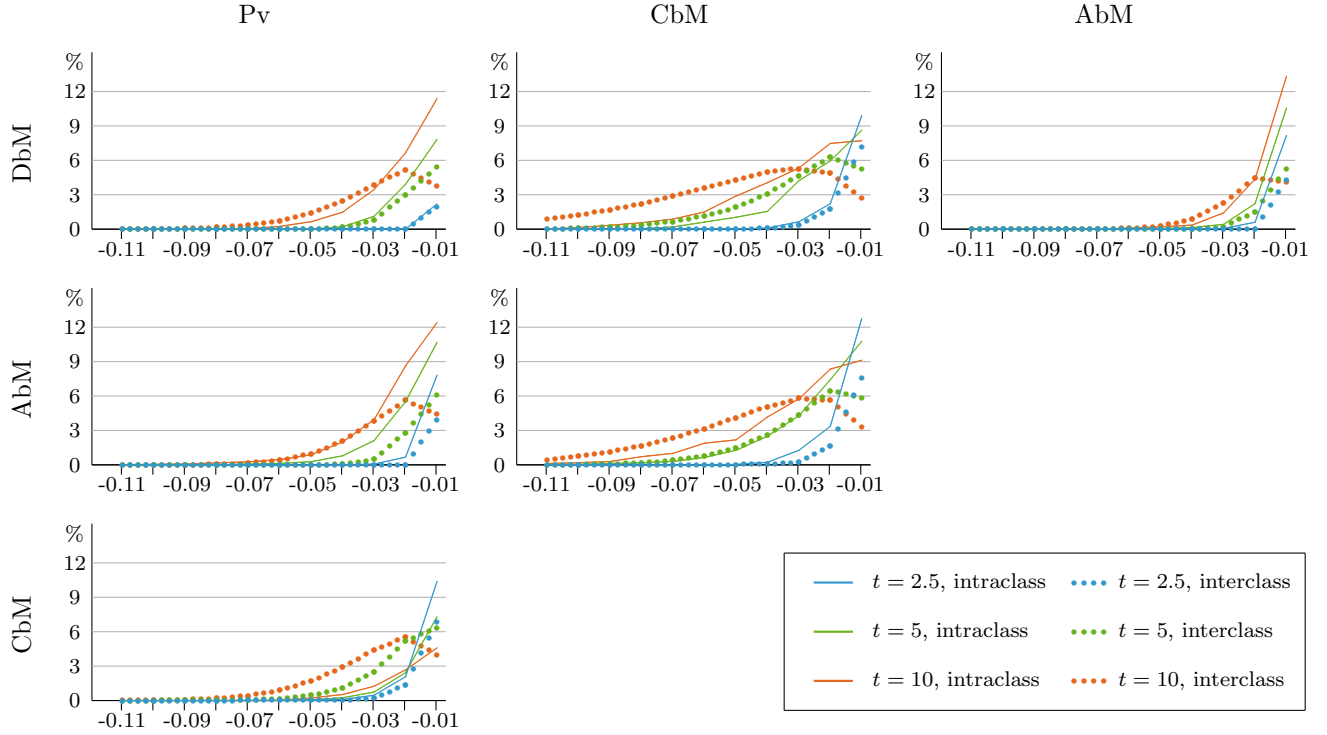 Pv CbM AbM
DbM
%
12
9
6
3
0
-0.11 -0.09 -0.07 -0.05 -0.03 -0.01
%
12
9
6
3
0
-0.11 -0.09 -0.07 -0.05 -0.03 -0.01
%
12
9
6
3
0
-0.11 -0.09 -0.07 -0.05 -0.03 -0.01
AbM
%
12
9
6
3
0
-0.11 -0.09 -0.07 -0.05 -0.03 -0.01
%
12
9
6
3
0
-0.11 -0.09 -0.07 -0.05 -0.03 -0.01
CbM
%
12
9
6
3
0
-0.11 -0.09 -0.07 -0.05 -0.03 -0.01
t = 2.5, intraclass t = 2.5, interclass
t = 5, intraclass t = 5, interclass
t = 10, intraclass t = 10, interclass